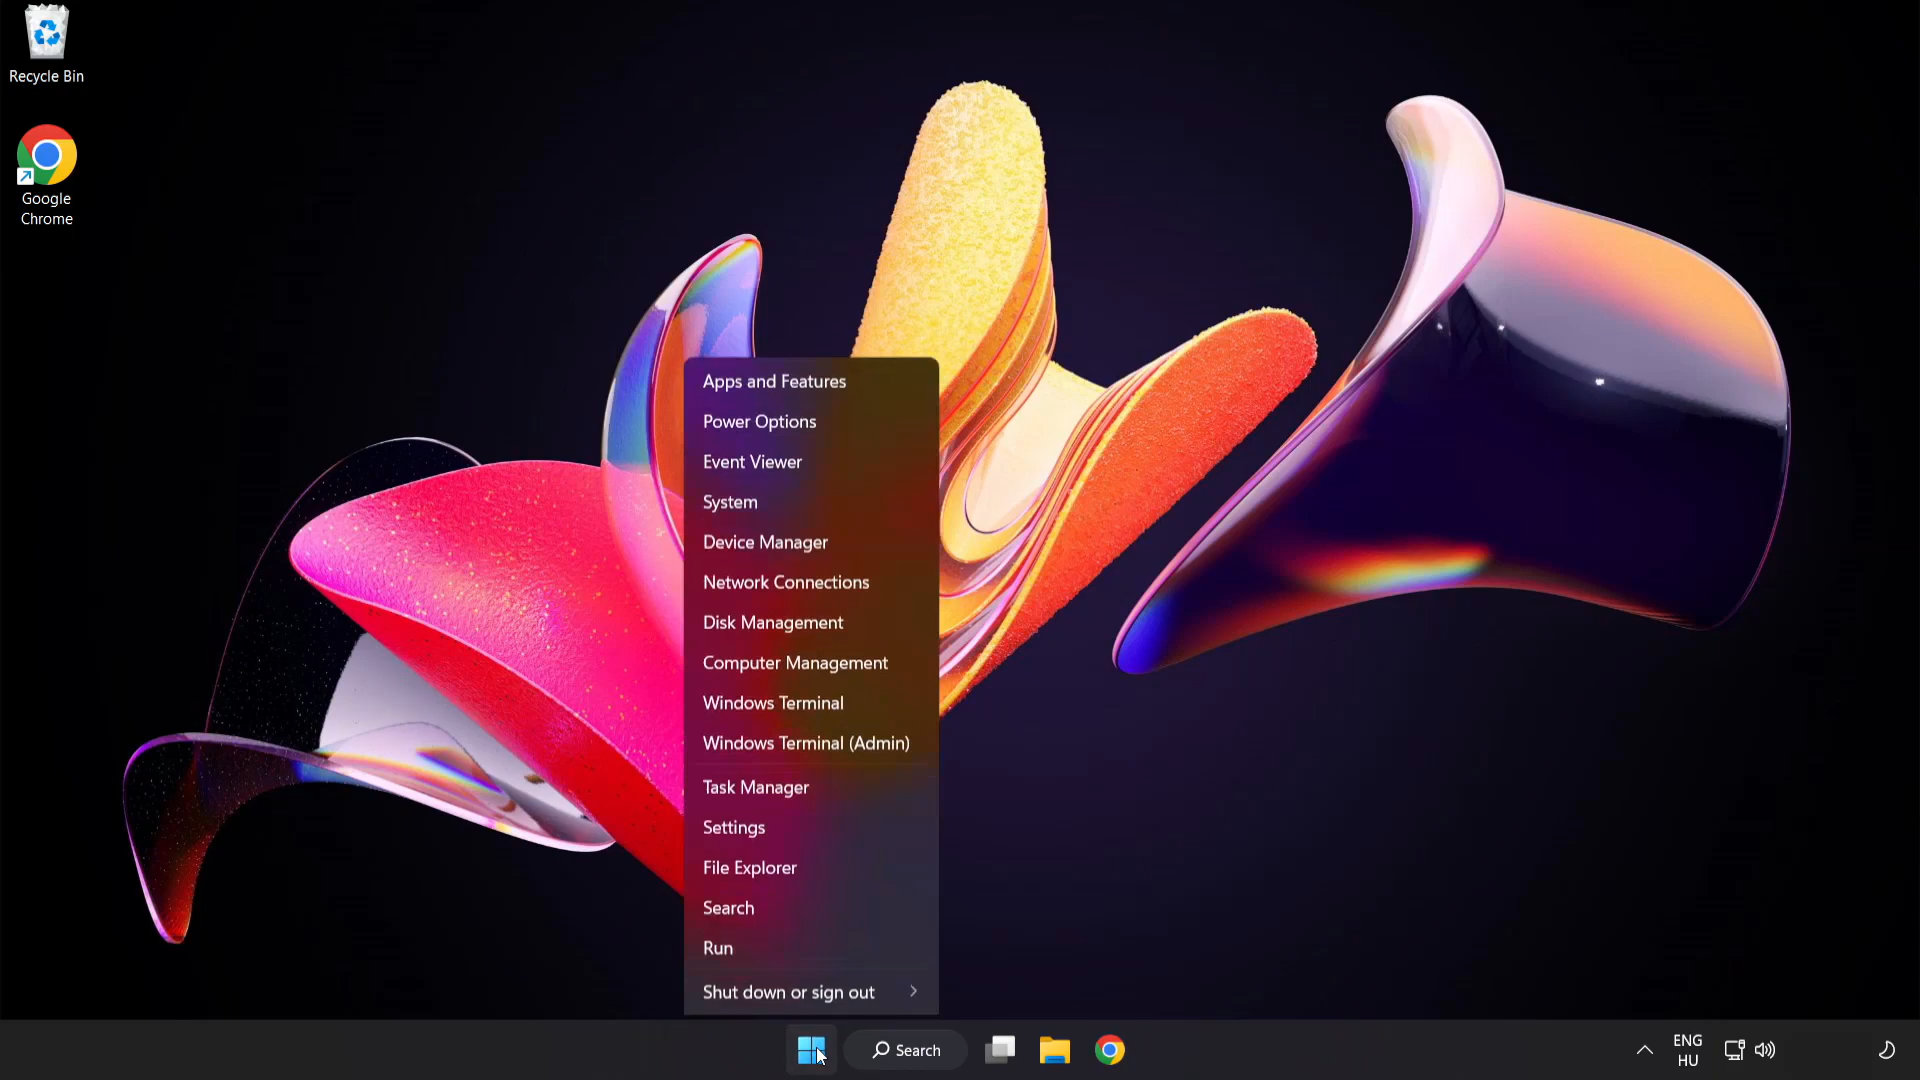 Recycle Bin
Google
Chrome
Apps and Features
Power Options
Event Viewer
System
Device Manager
Network Connections
Disk Management
Computer Management
Windows Terminal
Windows Terminal (Admin)
Task Manager
Settings
File Explorer
Search
Run
Shut down or sign out
Search
ENG
HU